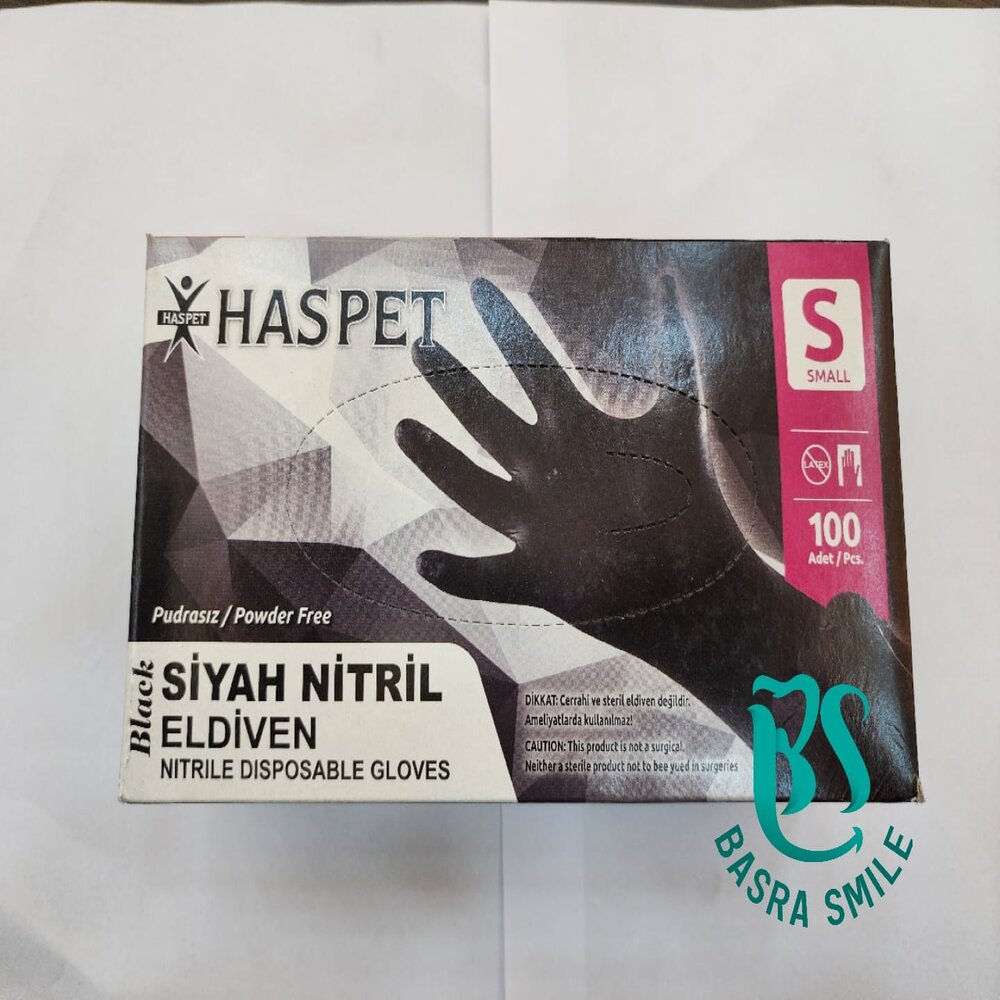 HASPET
HASPET
S
SMALL
LATEX
100
Adet / Pcs.
Pudrasız / Powder Free
Black
SİYAH NİTRİL
ELDİVEN
NITRILE DISPOSABLE GLOVES
DİKKAT: Cerrahi ve steril eldiven değildir.
Ameliyatlarda kullanılmaz!
CAUTION: This product is not a surgical.
Neither a sterile product not to bee yued in surgeries
BS
BASRA SMILE